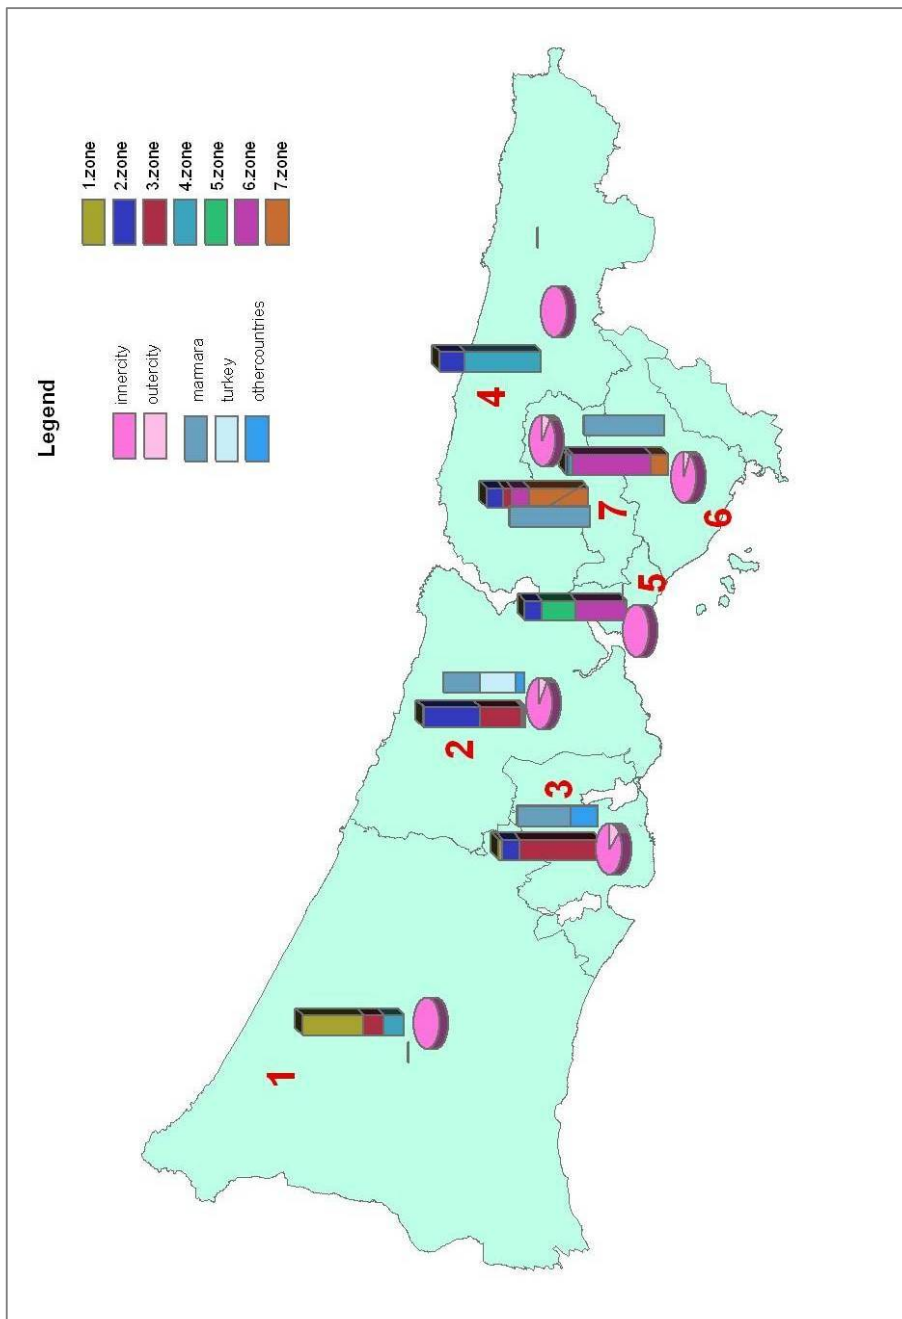 Legend
innercity
outercity
marmara
turkey
othercountries
1.zone
2.zone
3.zone
4.zone
5.zone
6.zone
7.zone
1
2
3
4
5
6
7